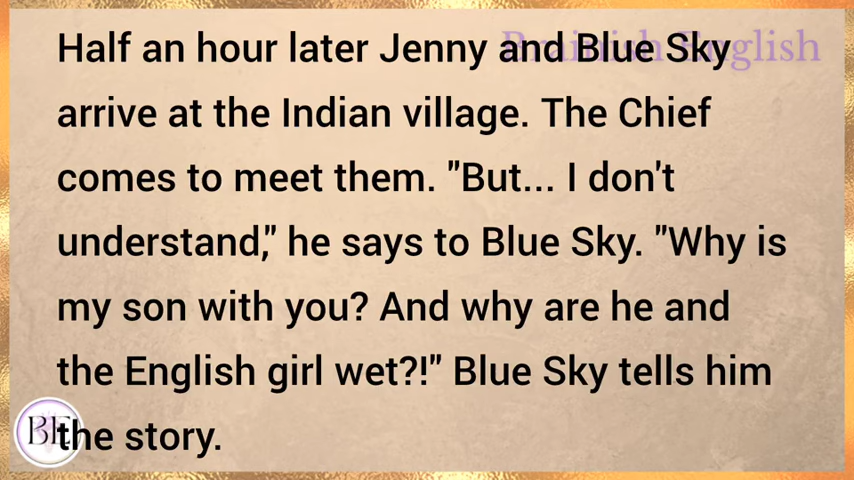 Half an hour later Jenny and Blue Sky
arrive at the Indian village. The Chief
comes to meet them. "But... I don't
understand," he says to Blue Sky. "Why is
my son with you? And why are he and
the English girl wet?!" Blue Sky tells him
the story.
English
BE